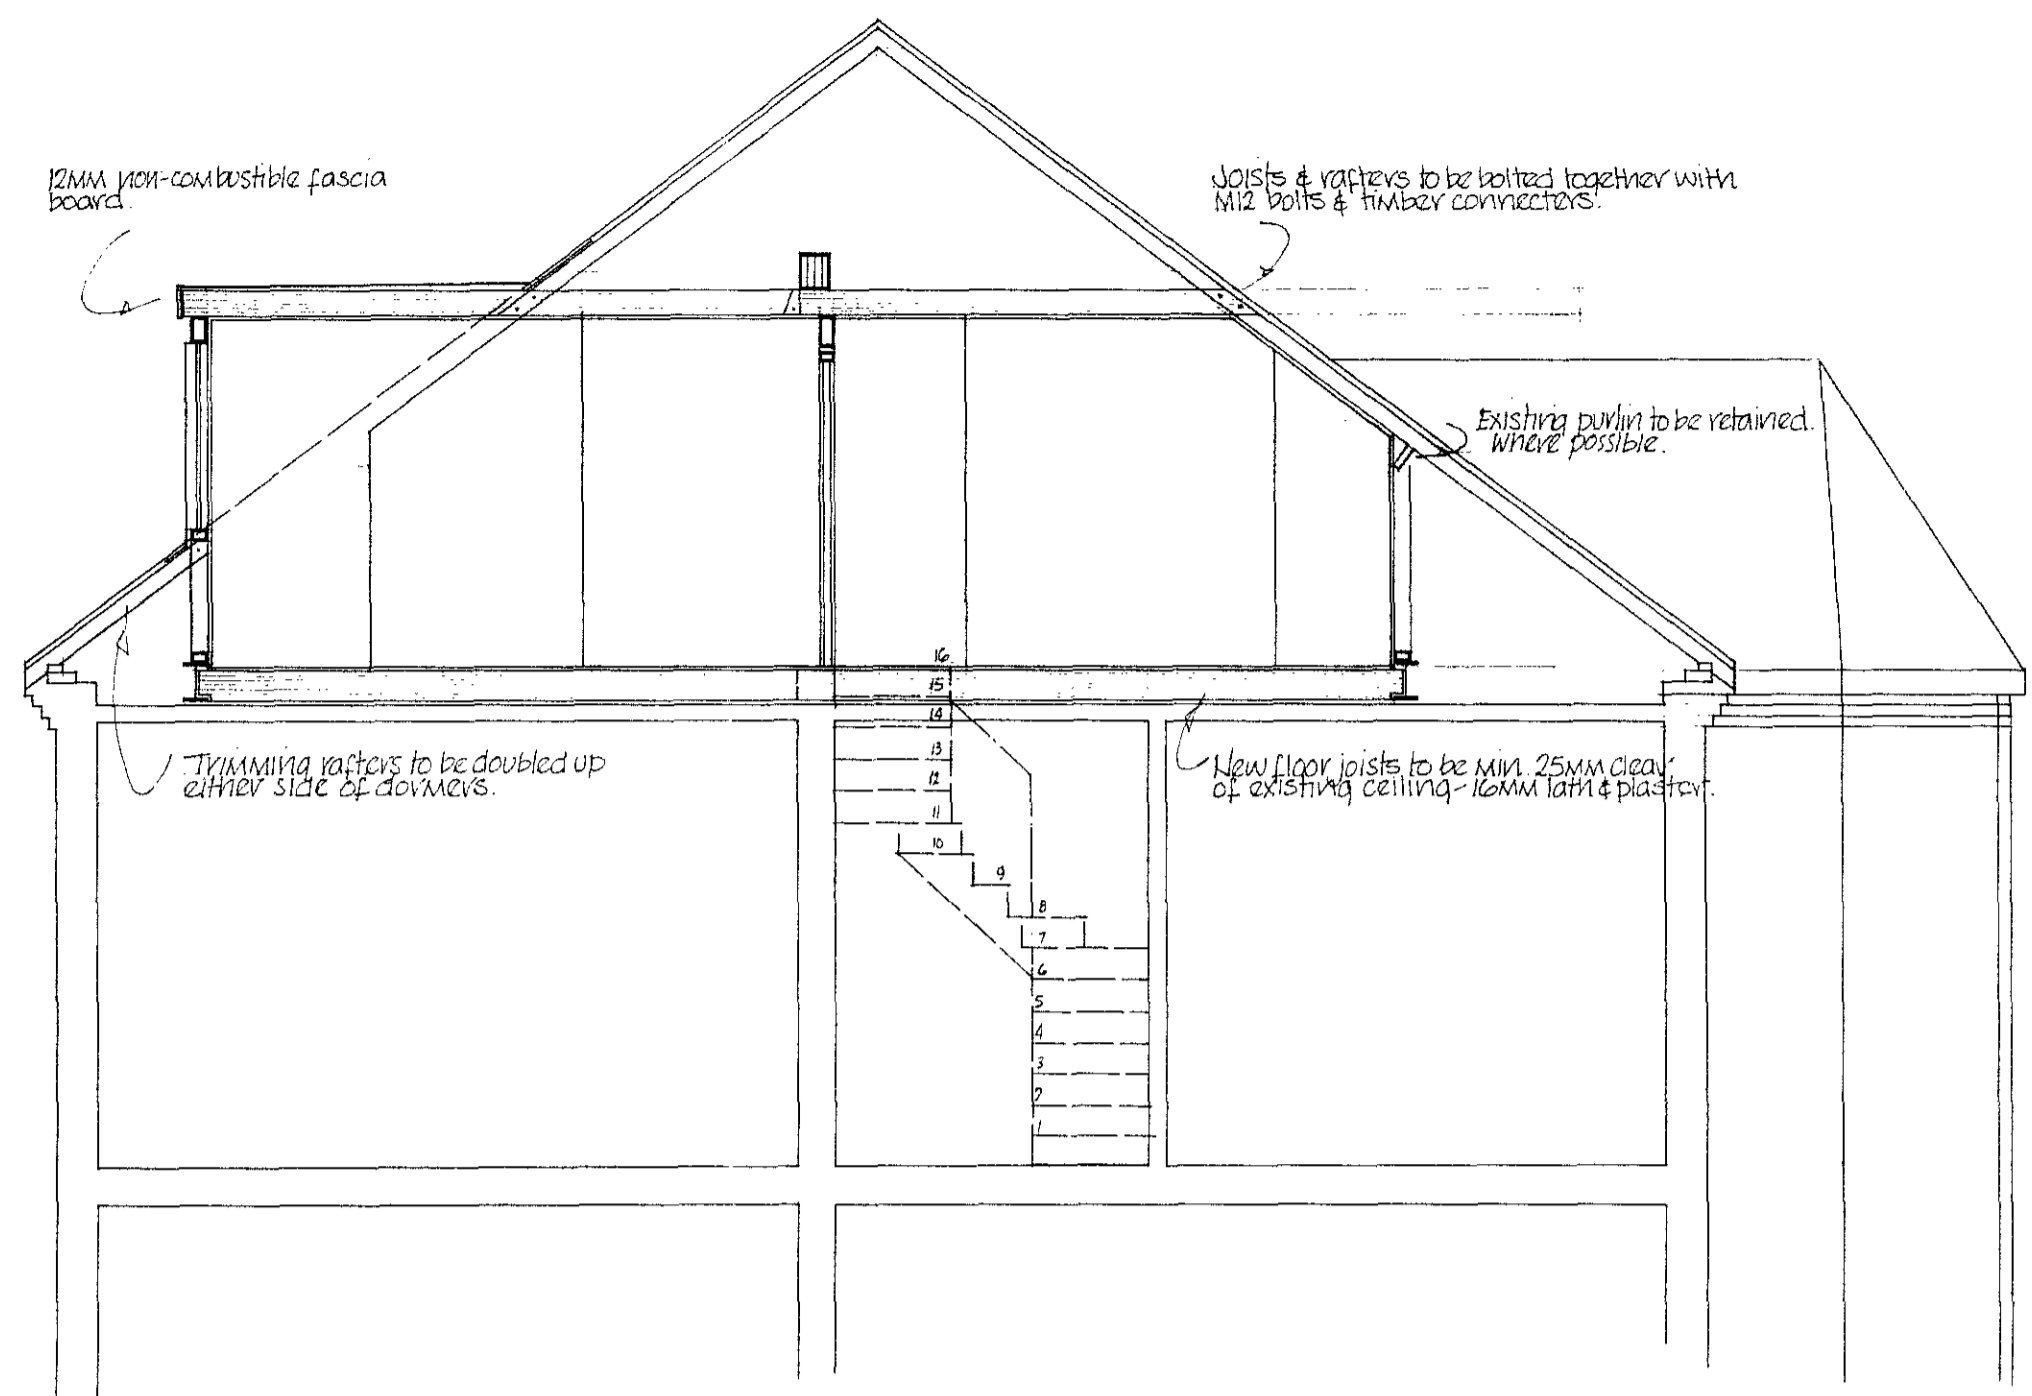 12MM non-combustible fascia
board.
Joists & rafters to be bolted together with
M12 bolts & timber connecters.
Existing purlin to be retained.
where possible.
16
15
14
13
12
11
10
9
8
7
6
5
4
3
2
1
Trimming rafters to be doubled up
either side of dormers.
New floor joists to be min. 25MM clear
of existing ceiling - 16MM lath & plaster.